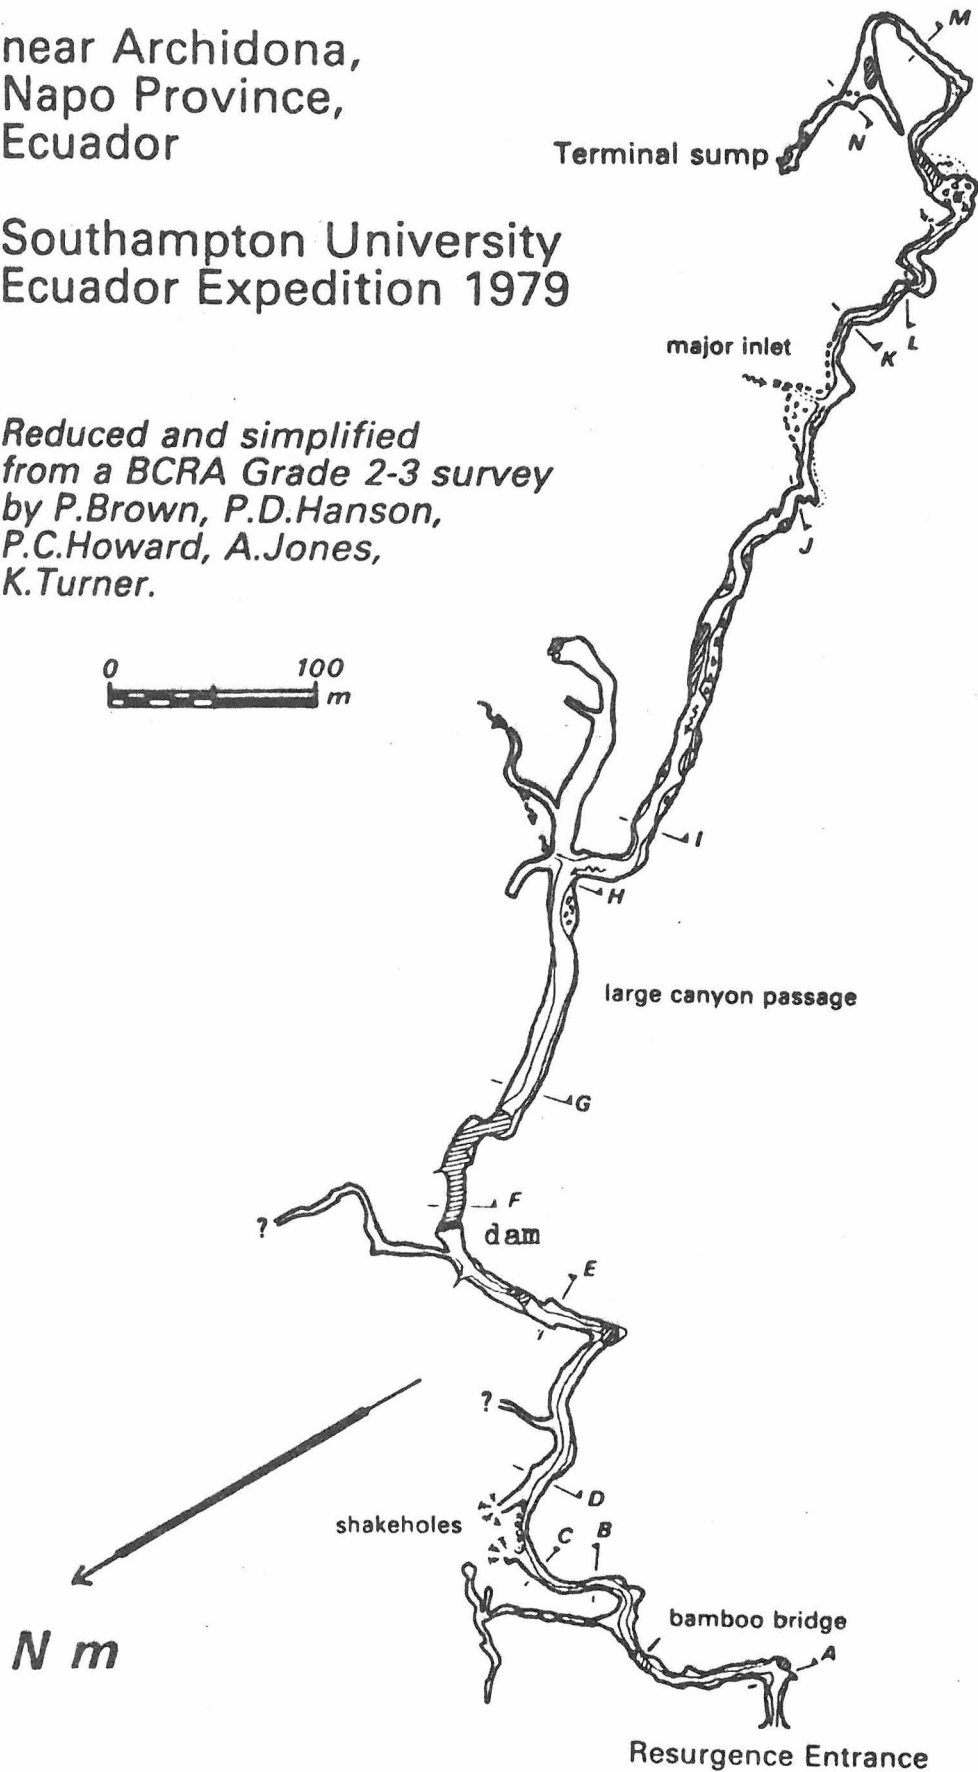 near Archidona,
Napo Province,
Ecuador
Southampton University
Ecuador Expedition 1979
Reduced and simplified
from a BCRA Grade 2-3 survey
by P.Brown, P.D.Hanson,
P.C.Howard, A.Jones,
K.Turner.
0 100
m
M
N
Terminal sump
L
K
major inlet
J
I
H
large canyon passage
G
F
?
dam
E
?
D
shakeholes
C
B
bamboo bridge
A
N m
Resurgence Entrance